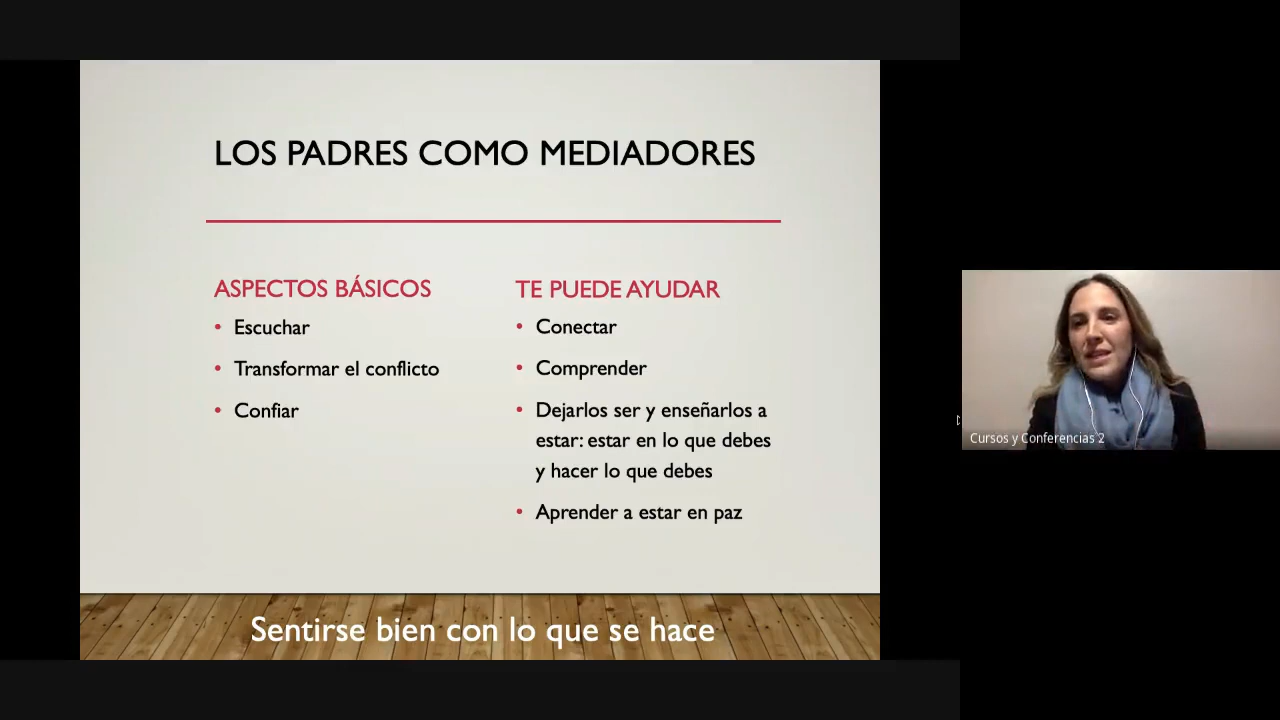 LOS PADRES COMO MEDIADORES
ASPECTOS BÁSICOS
• Escuchar
• Transformar el conflicto
• Confiar
TE PUEDE AYUDAR
• Conectar
• Comprender
• Dejarlos ser y enseñarlos a
estar: estar en lo que debes
y hacer lo que debes
• Aprender a estar en paz
Sentirse bien con lo que se hace
Cursos y Conferencias 2